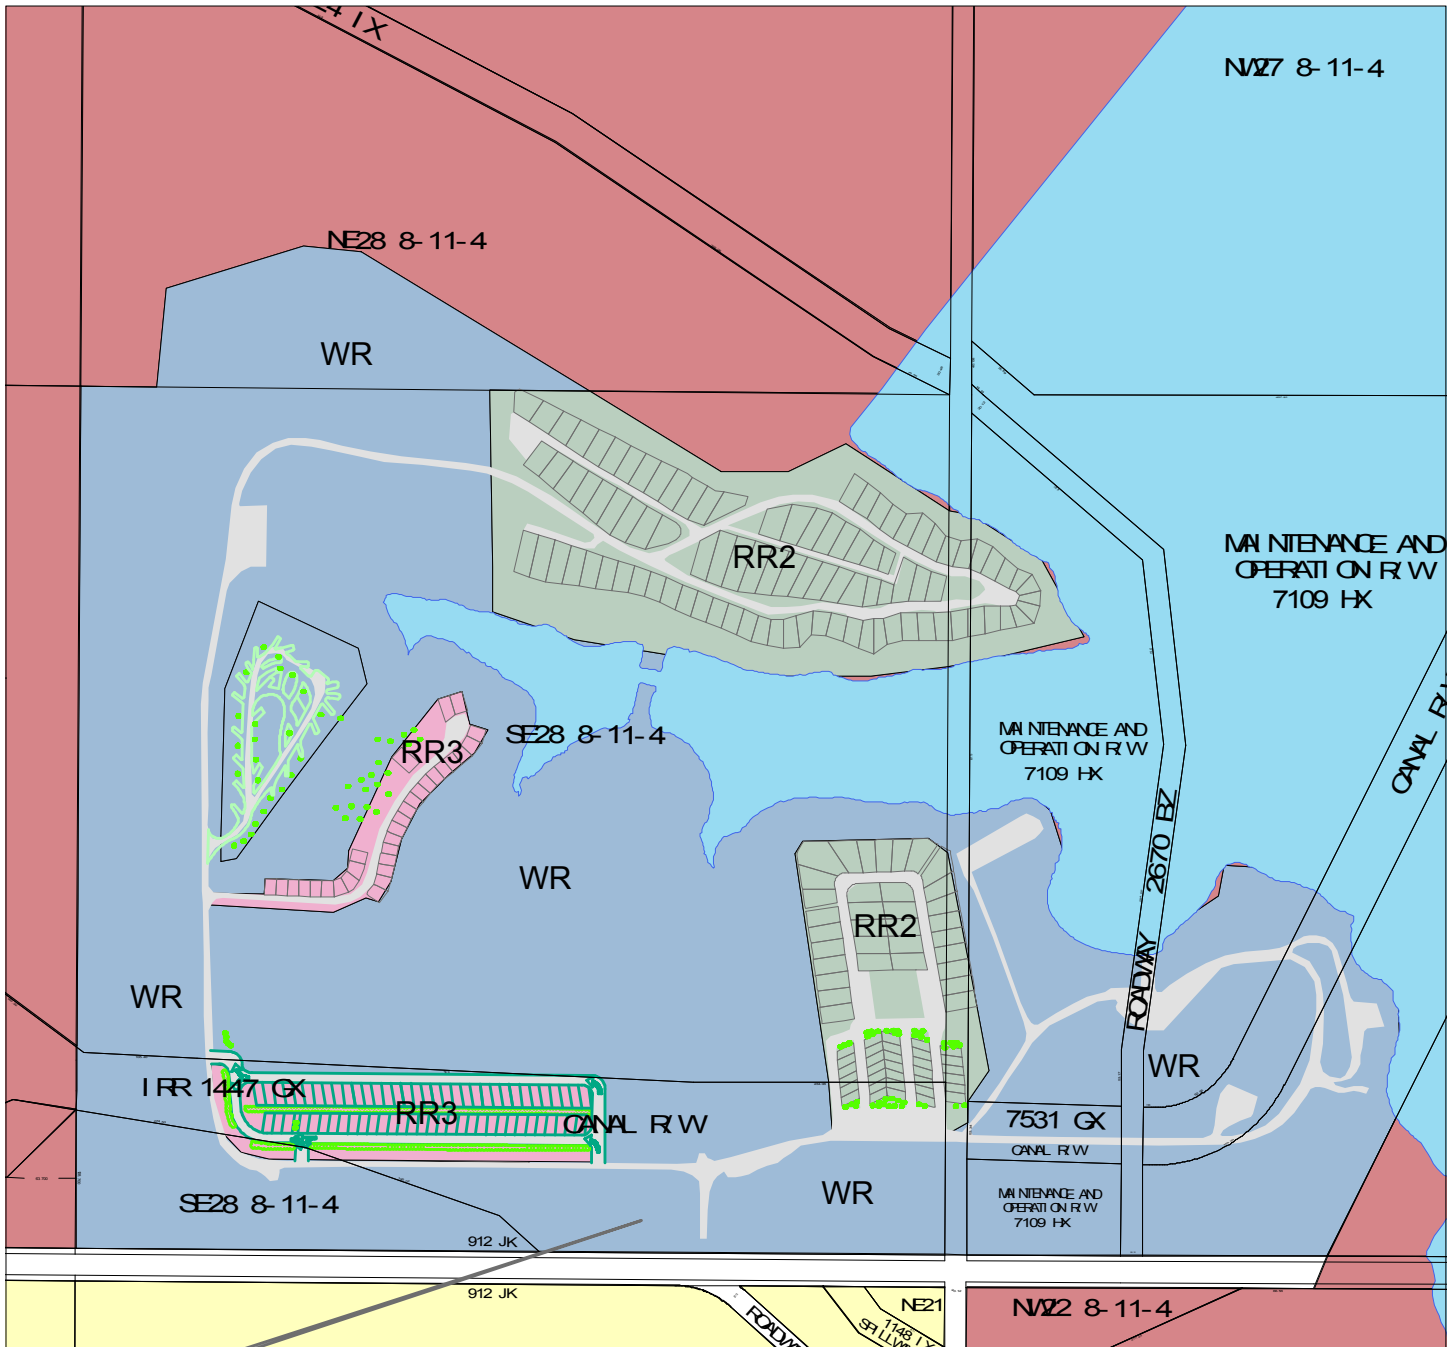 4 IX
NW27 8-11-4
NE28 8-11-4
WR
MAINTENANCE AND
OPERATION R/W
7109 HX
RR2
CANAL R/W
SE28 8-11-4
MAINTENANCE AND
OPERATION R/W
7109 HX
RR3
ROADWAY 2670 BZ
WR
RR2
WR
WR
IRR 1447 GX
RR3
CANAL R/W
7531 GX
CANAL R/W
SE28 8-11-4
WR
MAINTENANCE AND
OPERATION R/W
7109 HX
912 JK
912 JK
NE21
NW22 8-11-4
1148 I